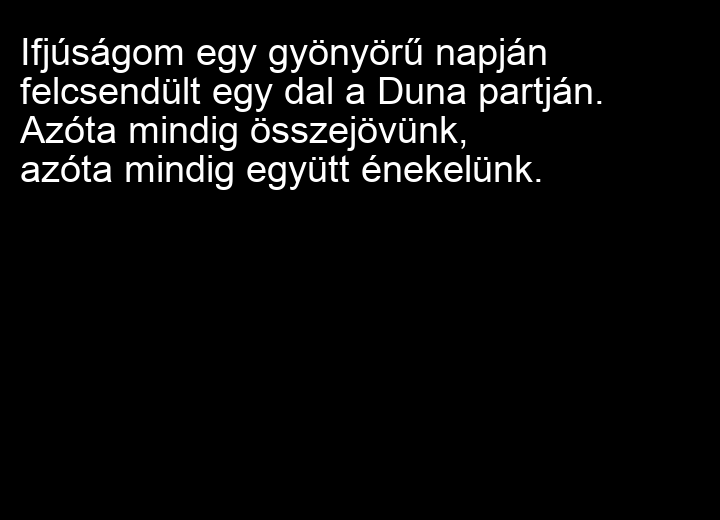 Ifjúságom egy gyönyörű napján
felcsendült egy dal a Duna partján.
Azóta mindig összejövünk,
azóta mindig együtt énekelünk.